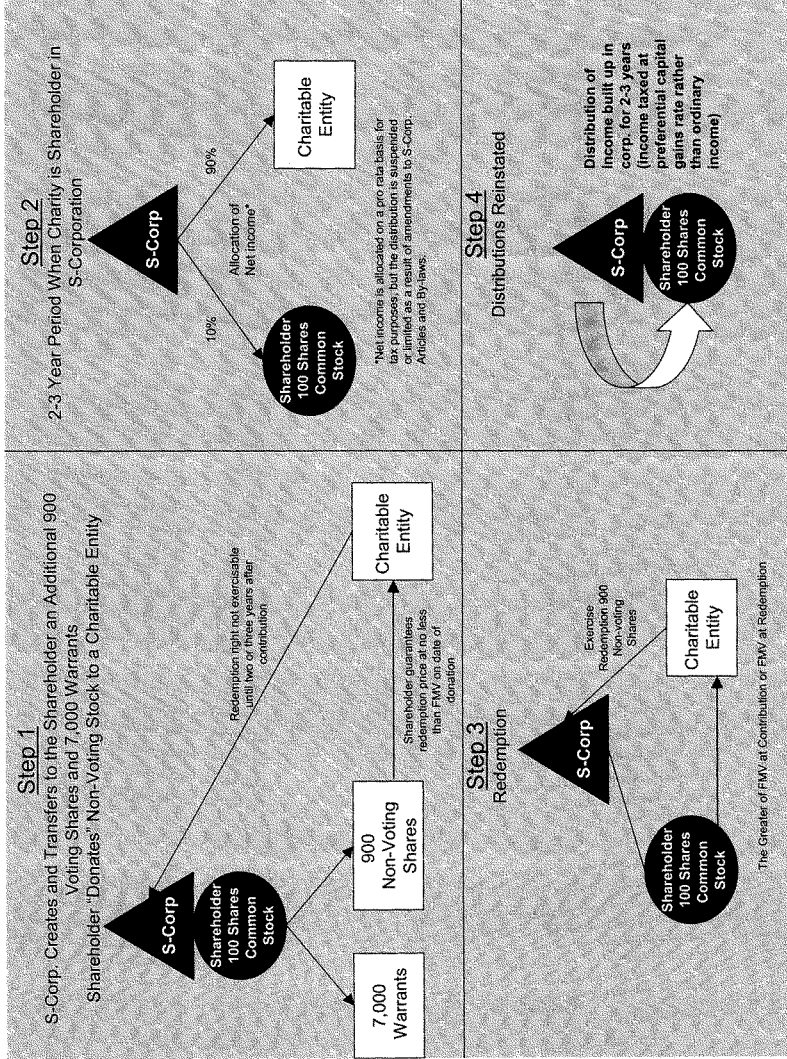 Step 1
S-Corp. Creates and Transfers to the Shareholder an Additional 900
Voting Shares and 7,000 Warrants
Shareholder "Donates" Non-Voting Stock to a Charitable Entity
S-Corp
Shareholder
100 Shares
Common
Stock
Redemption right not exercisable
until two or three years after
contribution
7,000
Warrants
900
Non-Voting
Shares
Shareholder guarantees
redemption price at no less
than FMV on date of
donation
Charitable
Entity
Step 2
2-3 Year Period When Charity is Shareholder in
S-Corporation
S-Corp
10%
90%
Allocation of
Net income*
Shareholder
100 Shares
Common
Stock
Charitable
Entity
*Net income is allocated on a pro rata basis for
tax purposes, but the distribution is suspended
or limited as a result of amendments to S-Corp.
Articles and By-laws.
Step 3
Redemption
S-Corp
Exercise
Redemption 900
Non-voting
Shares
Shareholder
100 Shares
Common
Stock
Charitable
Entity
The Greater of FMV at Contribution or FMV at Redemption
Step 4
Distributions Reinstated
S-Corp
Shareholder
100 Shares
Common
Stock
Distribution of
income built up in
corp. for 2-3 years
(income taxed at
preferential capital
gains rate rather
than ordinary
income)